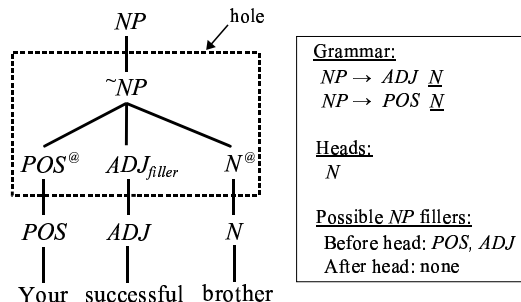 NP
hole
~NP
POS@ ADJfiller N@
POS ADJ N
Your successful brother
Grammar:
NP → ADJ N
NP → POS N
Heads:
N
Possible NP fillers:
Before head: POS, ADJ
After head: none